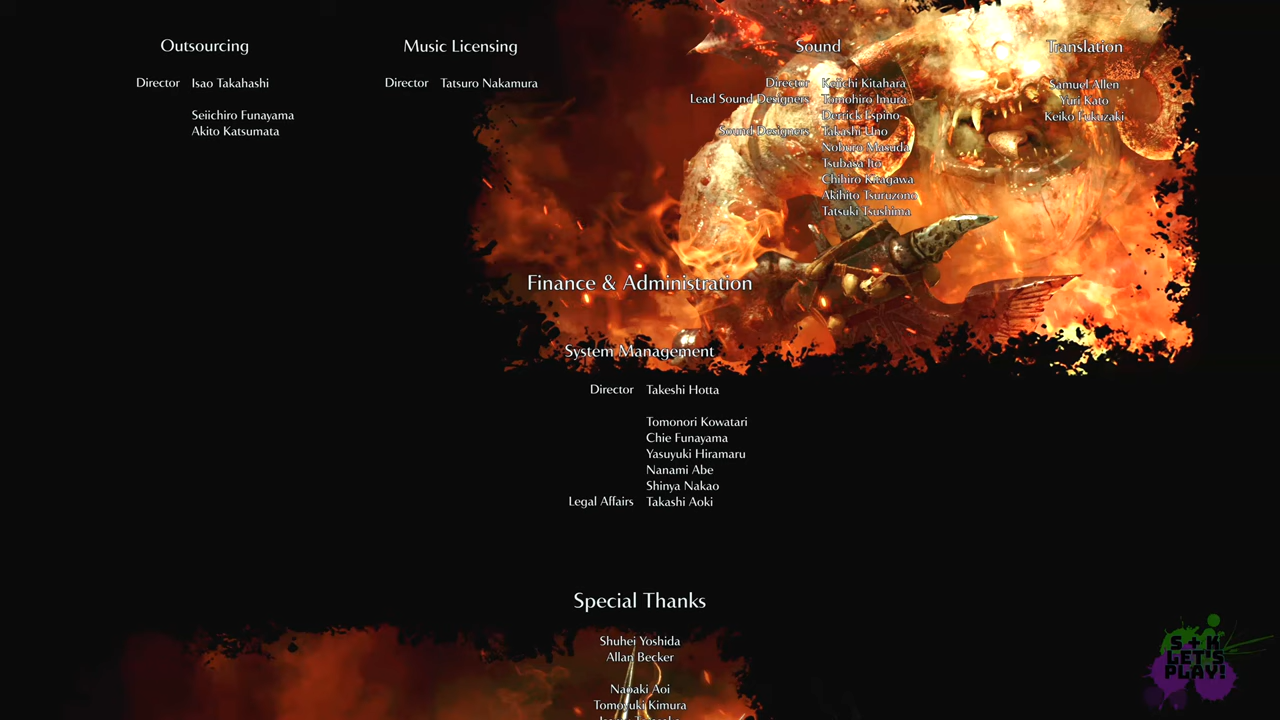 Outsourcing
Director Isao Takahashi
Seiichiro Funayama
Akito Katsumata
Music Licensing
Director Tatsuro Nakamura
Sound
Director Koichi Kitahara
Lead Sound Designers Tomohiro Imura
Derrick Espino
Sound Designers Takashi Uno
Noburo Masuda
Tsubasa Ito
Chihiro Kitagawa
Akihito Tsuruzono
Tatsuki Tsushima
Translation
Samuel Allen
Yuri Kato
Keiko Fukuzaki
Finance & Administration
System Management
Director Takeshi Hotta
Tomonori Kowatari
Chie Funayama
Yasuyuki Hiramaru
Nanami Abe
Shinya Nakao
Legal Affairs Takashi Aoki
Special Thanks
Shuhei Yoshida
Allan Becker
Naoaki Aoi
Tomoyuki Kimura
S+K
LET'S
PLAY!